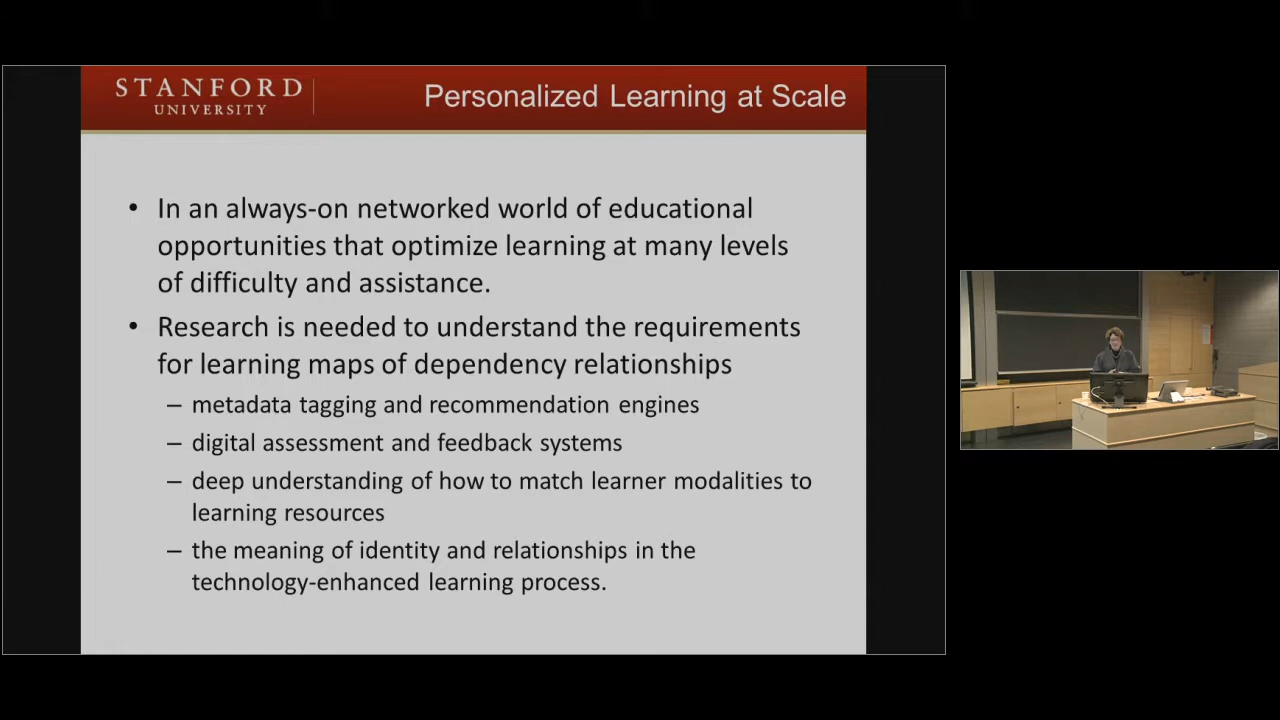 STANFORD
UNIVERSITY
Personalized Learning at Scale
• In an always-on networked world of educational
opportunities that optimize learning at many levels
of difficulty and assistance.
• Research is needed to understand the requirements
for learning maps of dependency relationships
– metadata tagging and recommendation engines
– digital assessment and feedback systems
– deep understanding of how to match learner modalities to
learning resources
– the meaning of identity and relationships in the
technology-enhanced learning process.